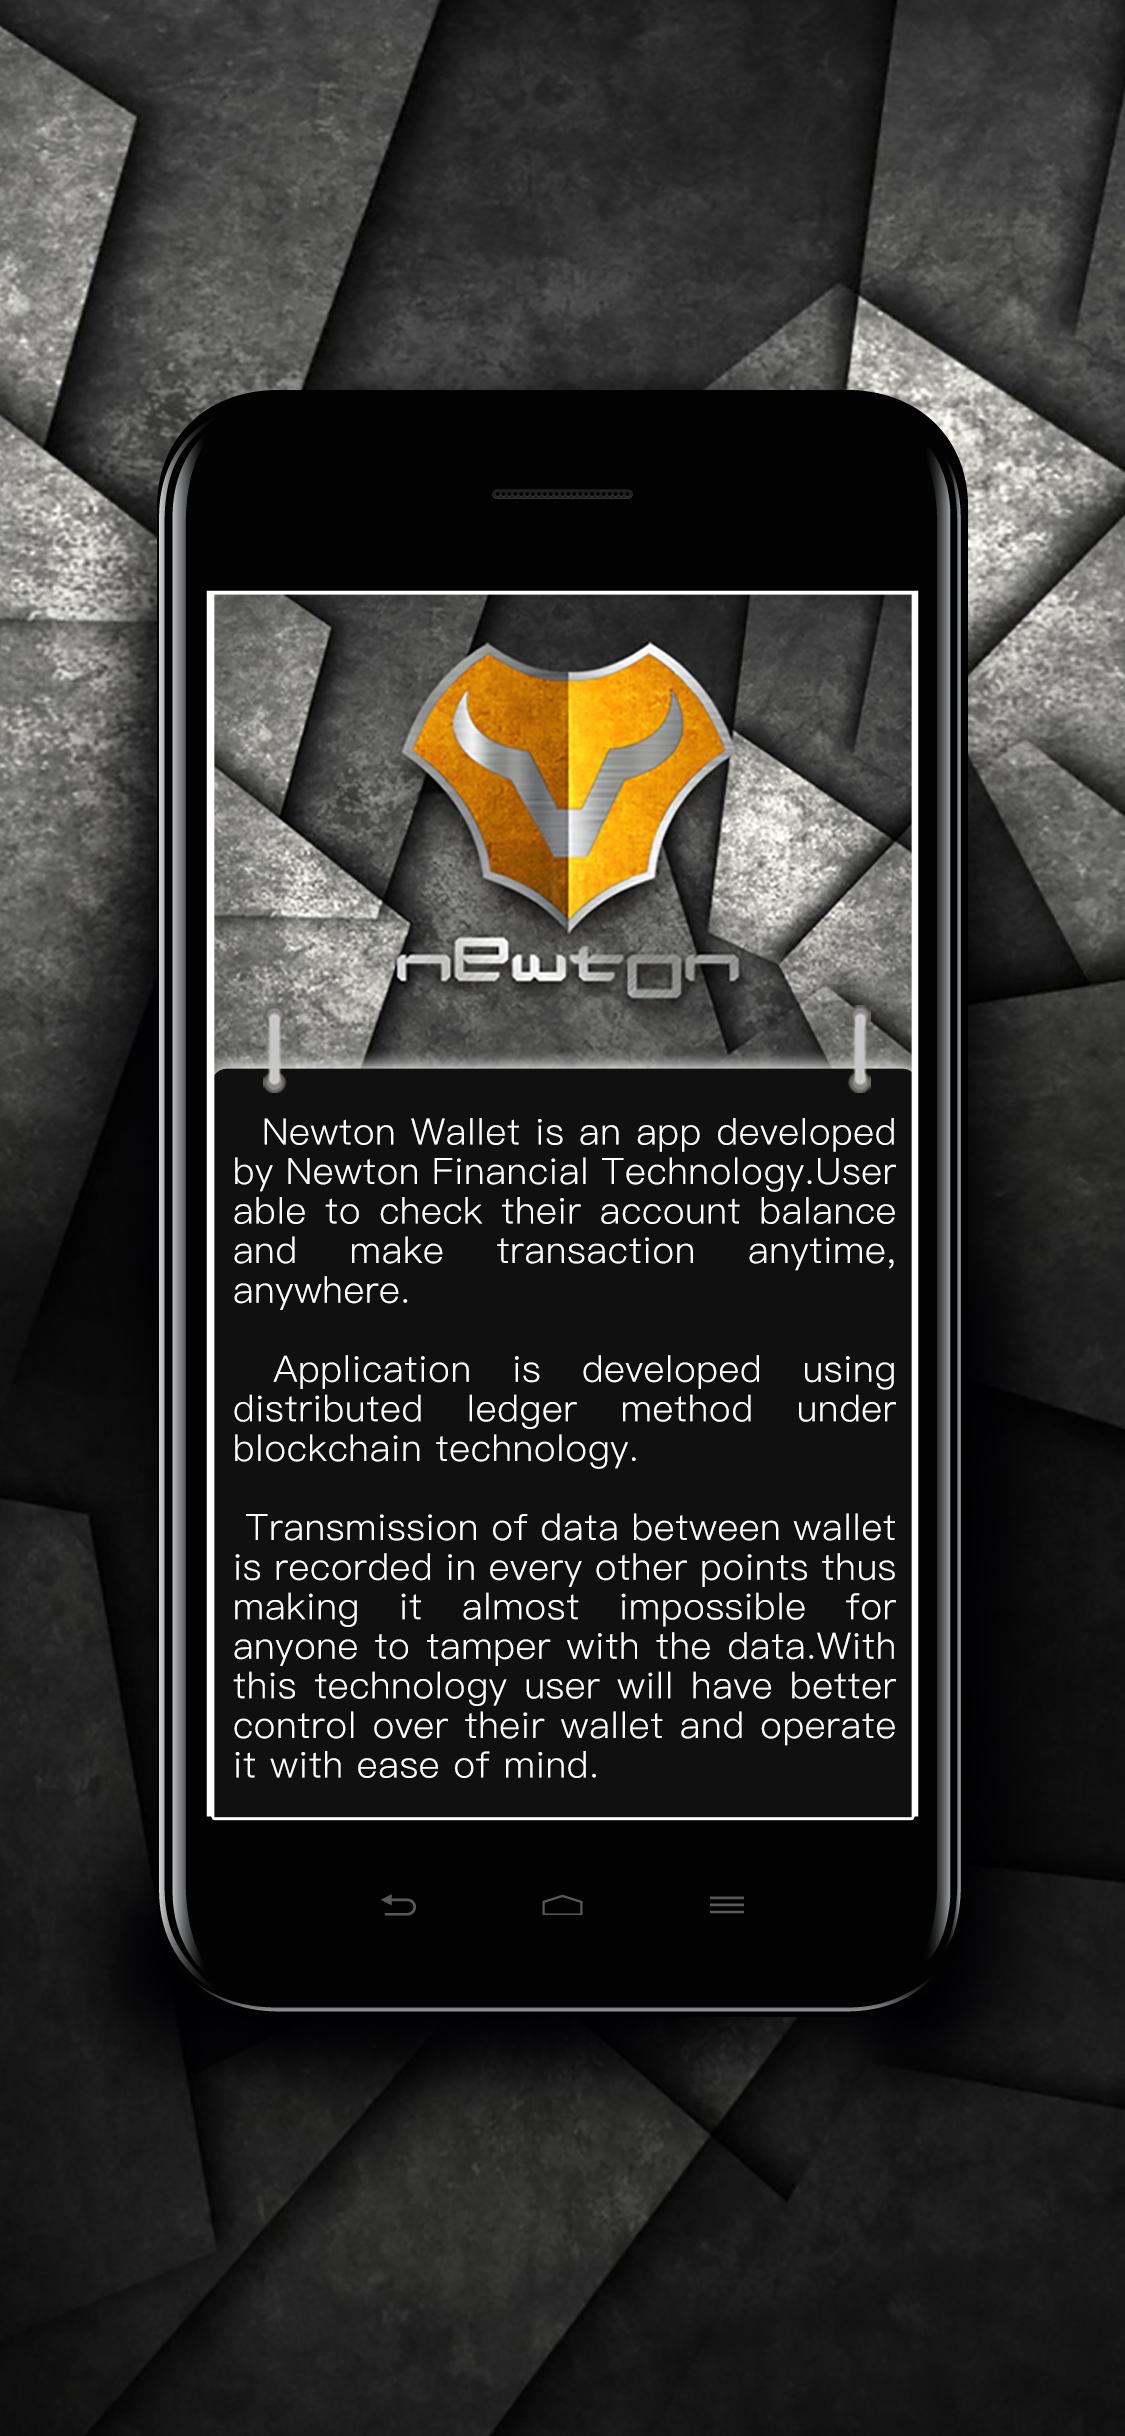 newton
Newton Wallet is an app developed
by Newton Financial Technology.User
able to check their account balance
and make transaction anytime,
anywhere.
Application is developed using
distributed ledger method under
blockchain technology.
Transmission of data between wallet
is recorded in every other points thus
making it almost impossible for
anyone to tamper with the data.With
this technology user will have better
control over their wallet and operate
it with ease of mind.